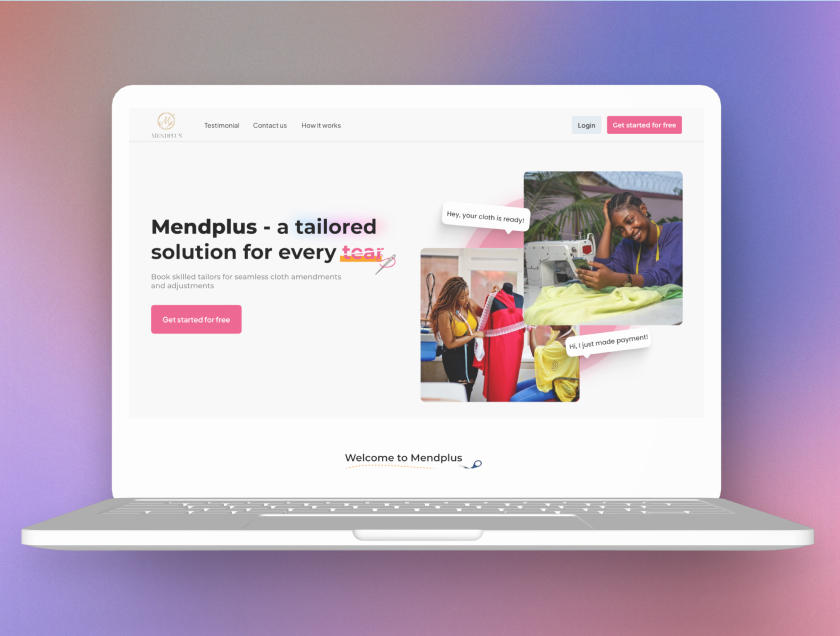 MENDPLUS
Testimonial
Contact us
How it works
Login
Get started for free
Mendplus - a tailored
solution for every tear
Book skilled tailors for seamless cloth amendments
and adjustments
Get started for free
Hey, your cloth is ready!
Hi, I just made payment!
Welcome to Mendplus